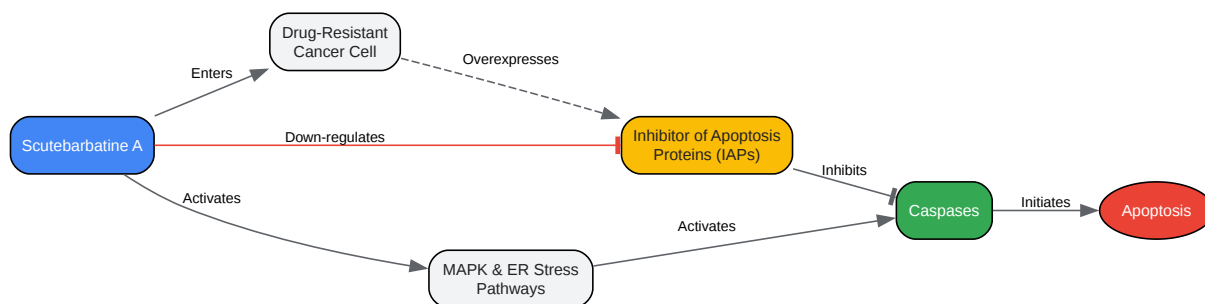 Drug-Resistant
Cancer Cell
Enters
Overexpresses
Scutebarbatine A
Down-regulates
Inhibitor of Apoptosis
Proteins (IAPs)
Inhibits
Activates
Caspases
Initiates
Apoptosis
Activates
MAPK & ER Stress
Pathways